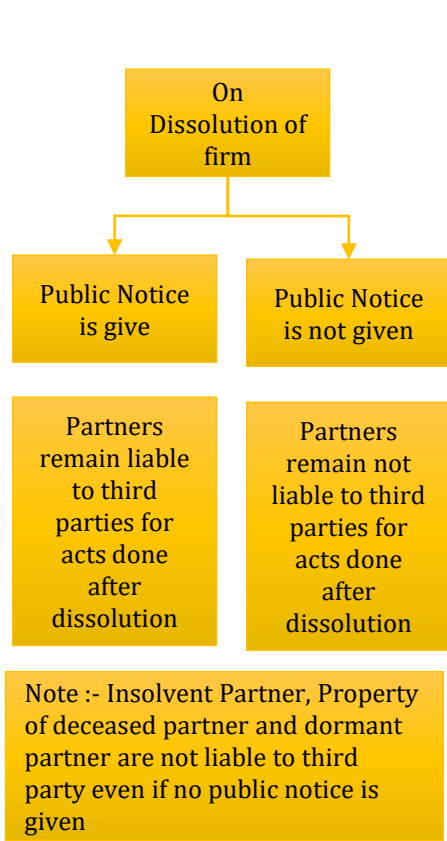 On
Dissolution of
firm
Public Notice
is give
Public Notice
is not given
Partners
remain liable
to third
parties for
acts done
after
dissolution
Partners
remain not
liable to third
parties for
acts done
after
dissolution
Note :- Insolvent Partner, Property
of deceased partner and dormant
partner are not liable to third
party even if no public notice is
given